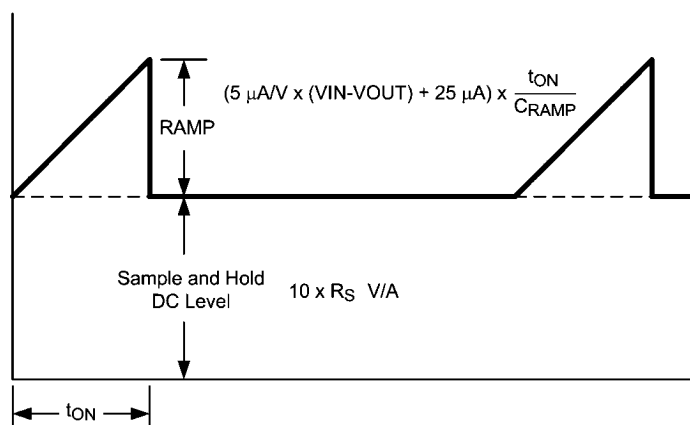 (5 μA/V x (VIN-VOUT) + 25 μA) x tON
CRAMP
RAMP
Sample and Hold
DC Level
10 x RS V/A
tON